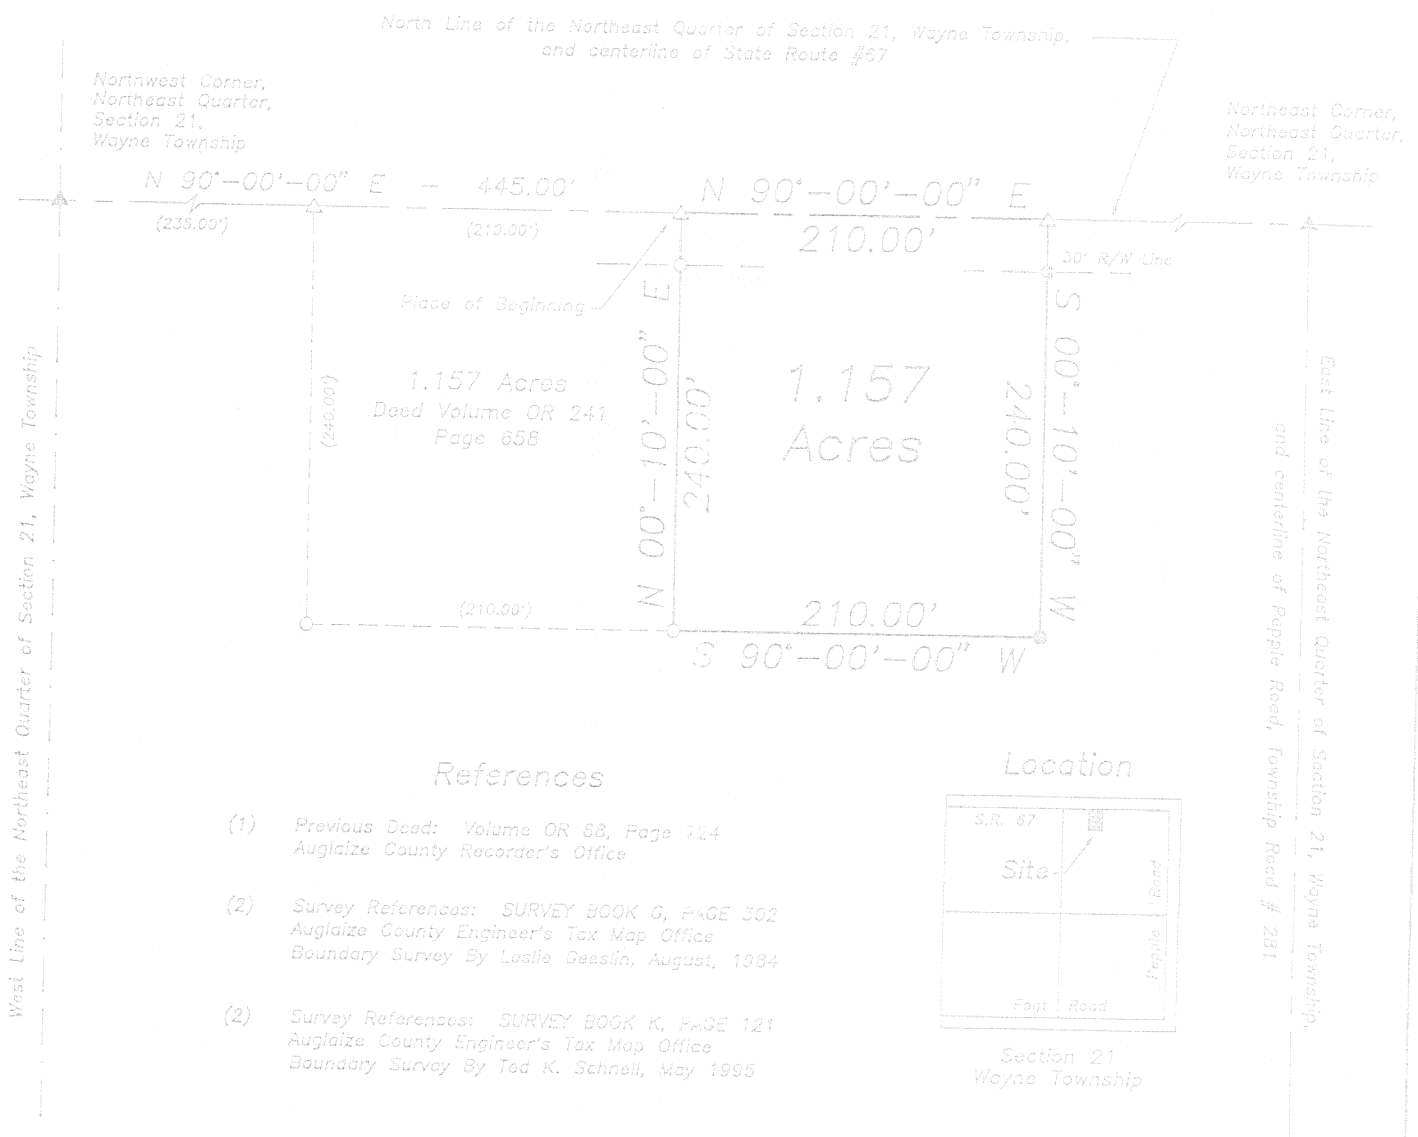 North Line of the Northeast Quarter of Section 21, Wayne Township,
and centerline of State Route #67
Northwest Corner,
Northeast Quarter,
Section 21,
Wayne Township
Northeast Corner,
Northeast Quarter,
Section 21,
Wayne Township
N 90°-00'-00" E - 445.00'
N 90°-00'-00" E
(235.00')
(210.00')
210.00'
30' R/W Line
Place of Beginning
N 00°-10'-00" E
240.00'
S 00°-10'-00" W
240.00'
(240.00')
1.157 Acres
Deed Volume OR 241
Page 658
1.157
Acres
(210.00')
210.00'
S 90°-00'-00" W
West Line of the Northeast Quarter of Section 21, Wayne Township
East Line of the Northeast Quarter of Section 21, Wayne Township,
and centerline of Pepple Road, Township Road # 281
References
(1) Previous Deed: Volume OR 88, Page 724
Auglaize County Recorder's Office
(2) Survey References: SURVEY BOOK G, PAGE 302
Auglaize County Engineer's Tax Map Office
Boundary Survey By Leslie Geeslin, August, 1984
(2) Survey References: SURVEY BOOK K, PAGE 121
Auglaize County Engineer's Tax Map Office
Boundary Survey By Ted K. Schnell, May 1995
Location
S.R. 67
Site
Pepple Road
Road
Section 21
Wayne Township